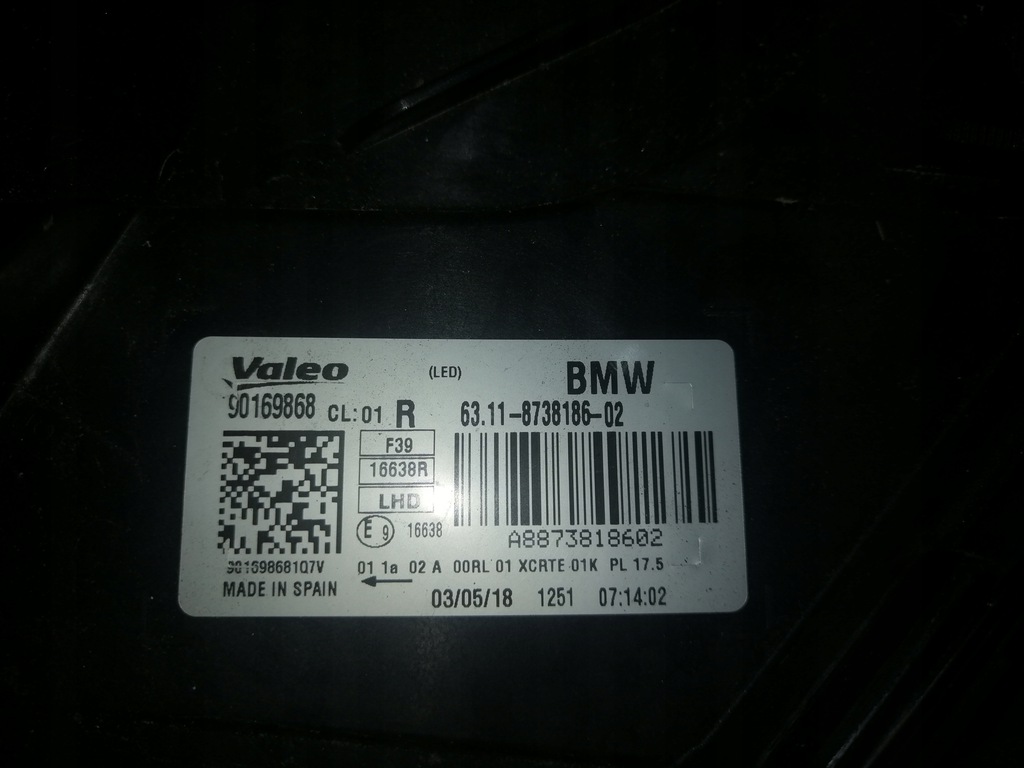 Valeo (LED) BMW
90169868 CL:01 R 63.11-8738186-02
F39
16638R
LHD
E 9 16638
A8873818602
90169868107V 01 1a 02 A 00RL 01 XCRTE 01K PL 17.5
MADE IN SPAIN
03/05/18 1251 07:14:02